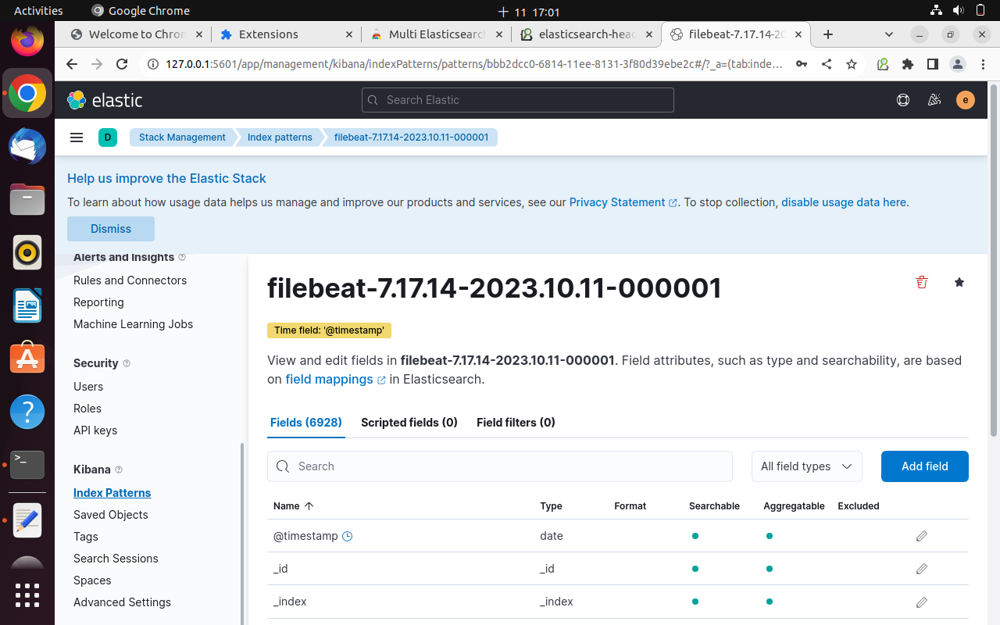 Activities
Google Chrome
11 17:01
Welcome to Chron
Extensions
Multi Elasticsearch
elasticsearch-head
filebeat-7.17.14-20
127.0.0.1:5601/app/management/kibana/indexPatterns/patterns/bbb2dcc0-6814-11ee-8131-3f80d39ebe2c#/?_a=(tab:inde…
elastic
Search Elastic
e
D
Stack Management
Index patterns
filebeat-7.17.14-2023.10.11-000001
Help us improve the Elastic Stack
To learn about how usage data helps us manage and improve our products and services, see our Privacy Statement. To stop collection, disable usage data here.
Dismiss
Alerts and Insights
Rules and Connectors
Reporting
Machine Learning Jobs
Security
Users
Roles
API keys
Kibana
Index Patterns
Saved Objects
Tags
Search Sessions
Spaces
Advanced Settings
filebeat-7.17.14-2023.10.11-000001
Time field: '@timestamp'
View and edit fields in filebeat-7.17.14-2023.10.11-000001. Field attributes, such as type and searchability, are based
on field mappings in Elasticsearch.
Fields (6928)
Scripted fields (0)
Field filters (0)
Search
All field types
Add field
Name Type Format Searchable Aggregatable Excluded
@timestamp date
_id _id
_index _index